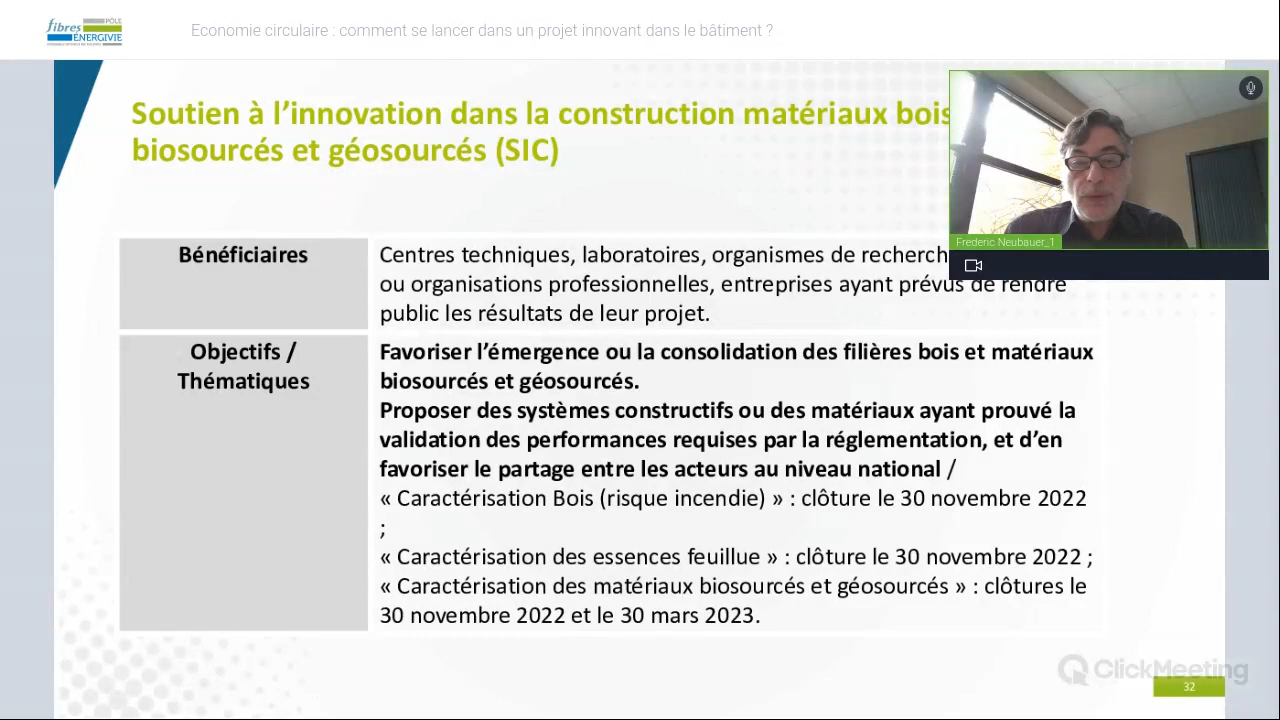 fibres
PÔLE
ÉNERGIVIE
Economie circulaire : comment se lancer dans un projet innovant dans le bâtiment ?
Soutien à l’innovation dans la construction matériaux bois
biosourcés et géosourcés (SIC)
Frederic Neubauer_1
Bénéficiaires
Centres techniques, laboratoires, organismes de
ou organisations professionnelles, entreprises ayant prévus de rendre
public les résultats de leur projet.
Objectifs /
Thématiques
Favoriser l’émergence ou la consolidation des filières bois et matériaux
biosourcés et géosourcés.
Proposer des systèmes constructifs ou des matériaux ayant prouvé la
validation des performances requises par la réglementation, et d’en
favoriser le partage entre les acteurs au niveau national /
« Caractérisation Bois (risque incendie) » : clôture le 30 novembre 2022
;
« Caractérisation des essences feuillue » : clôture le 30 novembre 2022 ;
« Caractérisation des matériaux biosourcés et géosourcés » : clôtures le
30 novembre 2022 et le 30 mars 2023.
ClickMeeting
32